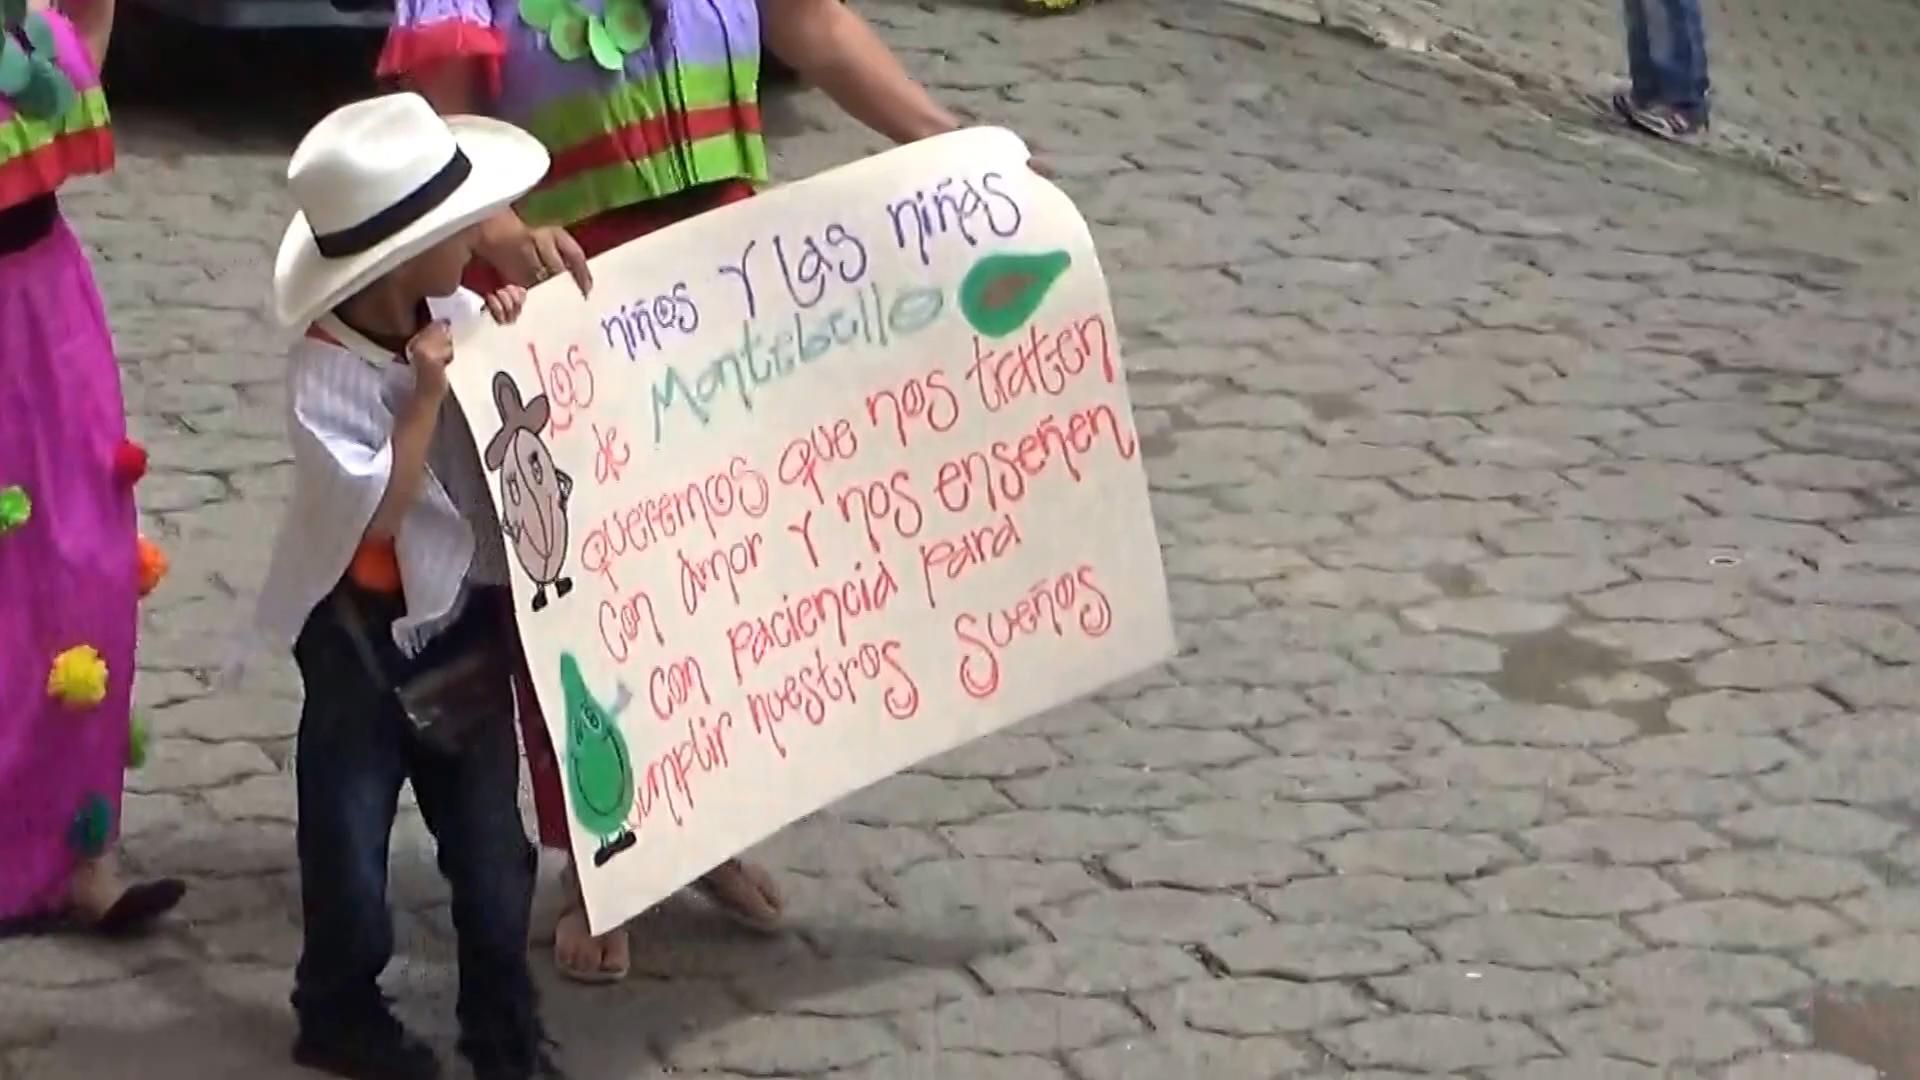 Los niños y las niñas
de Montebello
queremos que nos traten
con amor y nos enseñen
con paciencia para
cumplir nuestros sueños